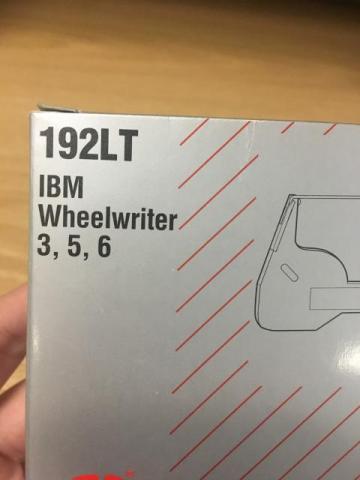 192LT
IBM
Wheelwriter
3, 5, 6